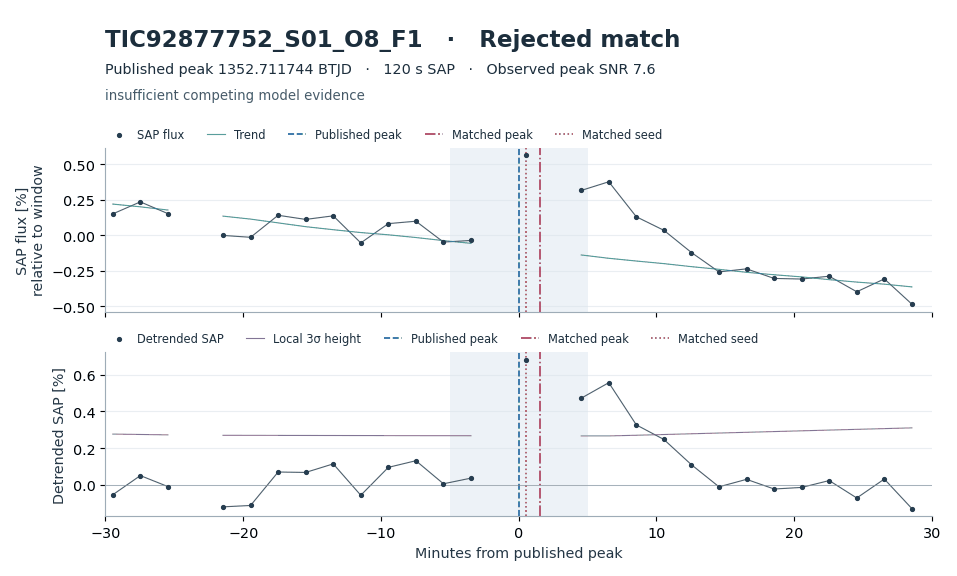 TIC92877752_S01_O8_F1 · Rejected match
Published peak 1352.711744 BTJD · 120 s SAP · Observed peak SNR 7.6
insufficient competing model evidence
SAP flux Trend Published peak Matched peak Matched seed
SAP flux [%]
relative to window
0.50
0.25
0.00
−0.25
−0.50
Detrended SAP Local 3σ height Published peak Matched peak Matched seed
Detrended SAP [%]
0.6
0.4
0.2
0.0
−30 −20 −10 0 10 20 30
Minutes from published peak